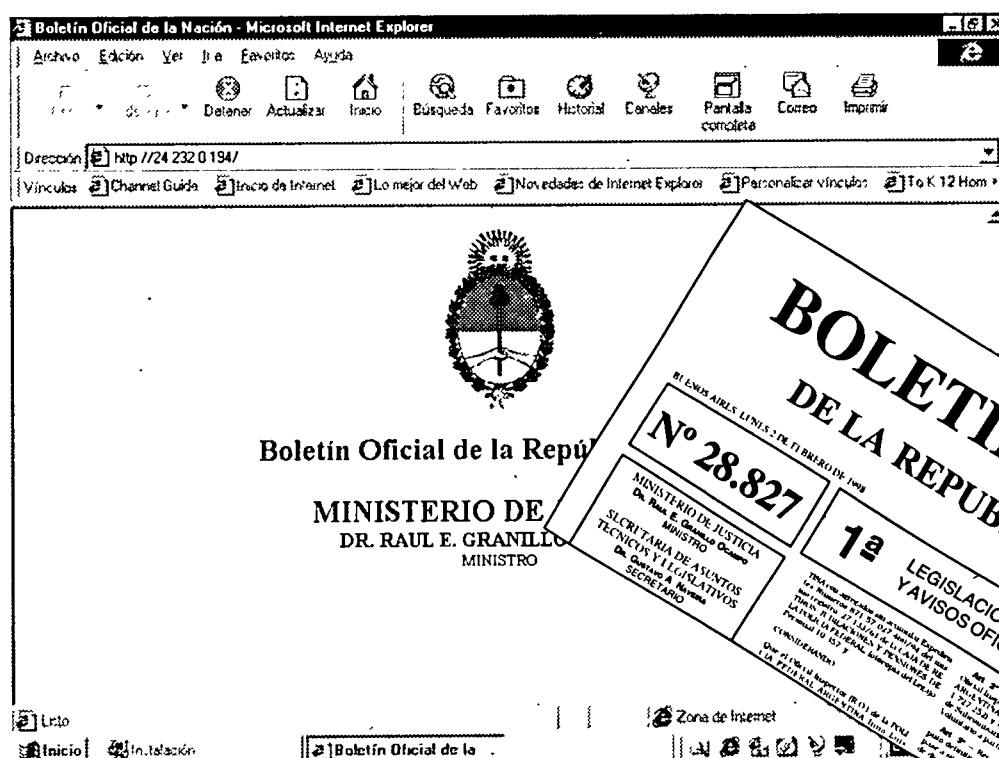 Boletín Oficial de la Nación - Microsoft Internet Explorer
Archivo Edición Ver Ir a Favoritos Ayuda
Detener Actualizar Inicio Búsqueda Favoritos Historial Canales Pantalla completa Correo Imprimir
Dirección http //24 232 0 194/
Vínculos Channel Guide Inicio de Internet Lo mejor del Web Novedades de Internet Explorer Personalizar vínculos
Boletín Oficial de la Repú
MINISTERIO DE
DR. RAUL E. GRANILLO
MINISTRO
BOLETI
DE LA REPUB
BUENOS AIRES, LUNES 2 DE FEBRERO DE 1998
Nº 28.827
MINISTERIO DE JUSTICIA
DR. RAUL E. GRANILLO OCAMPO
MINISTRO
SECRETARIA DE ASUNTOS
TECNICOS Y LEGISLATIVOS
DR. GUSTAVO A. NAVEIRA
SECRETARIO
1ª
LEGISLACIO
Y AVISOS OFIC
CONSIDERANDO
Listo
Zona de Internet
Inicio Instalación Boletín Oficial de la .